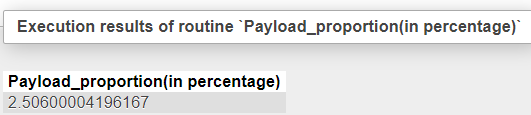 Execution results of routine `Payload_proportion(in percentage)`
Payload_proportion(in percentage)
2.50600004196167